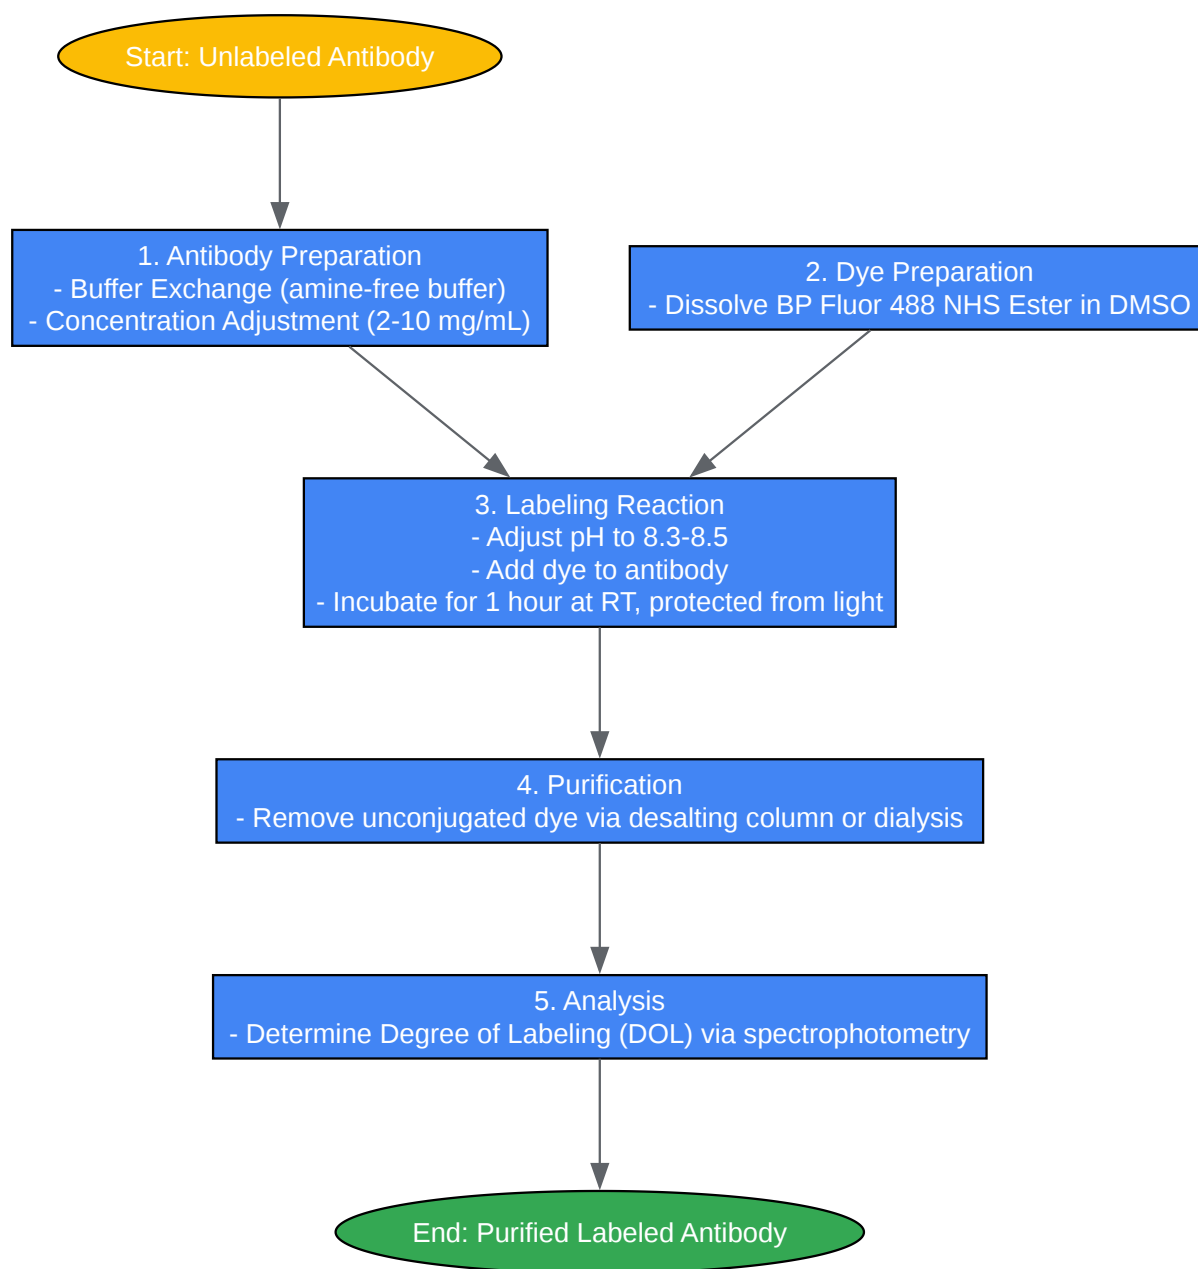 Start: Unlabeled Antibody
1. Antibody Preparation
- Buffer Exchange (amine-free buffer)
- Concentration Adjustment (2-10 mg/mL)
2. Dye Preparation
- Dissolve BP Fluor 488 NHS Ester in DMSO
3. Labeling Reaction
- Adjust pH to 8.3-8.5
- Add dye to antibody
- Incubate for 1 hour at RT, protected from light
4. Purification
- Remove unconjugated dye via desalting column or dialysis
5. Analysis
- Determine Degree of Labeling (DOL) via spectrophotometry
End: Purified Labeled Antibody